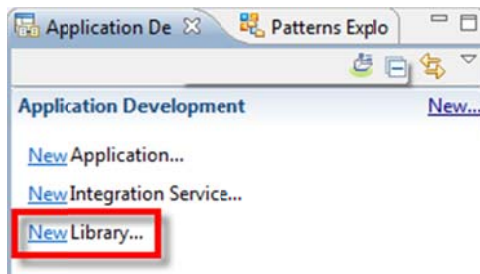 Application De Patterns Explo
Application Development New...
New Application...
New Integration Service...
New Library...